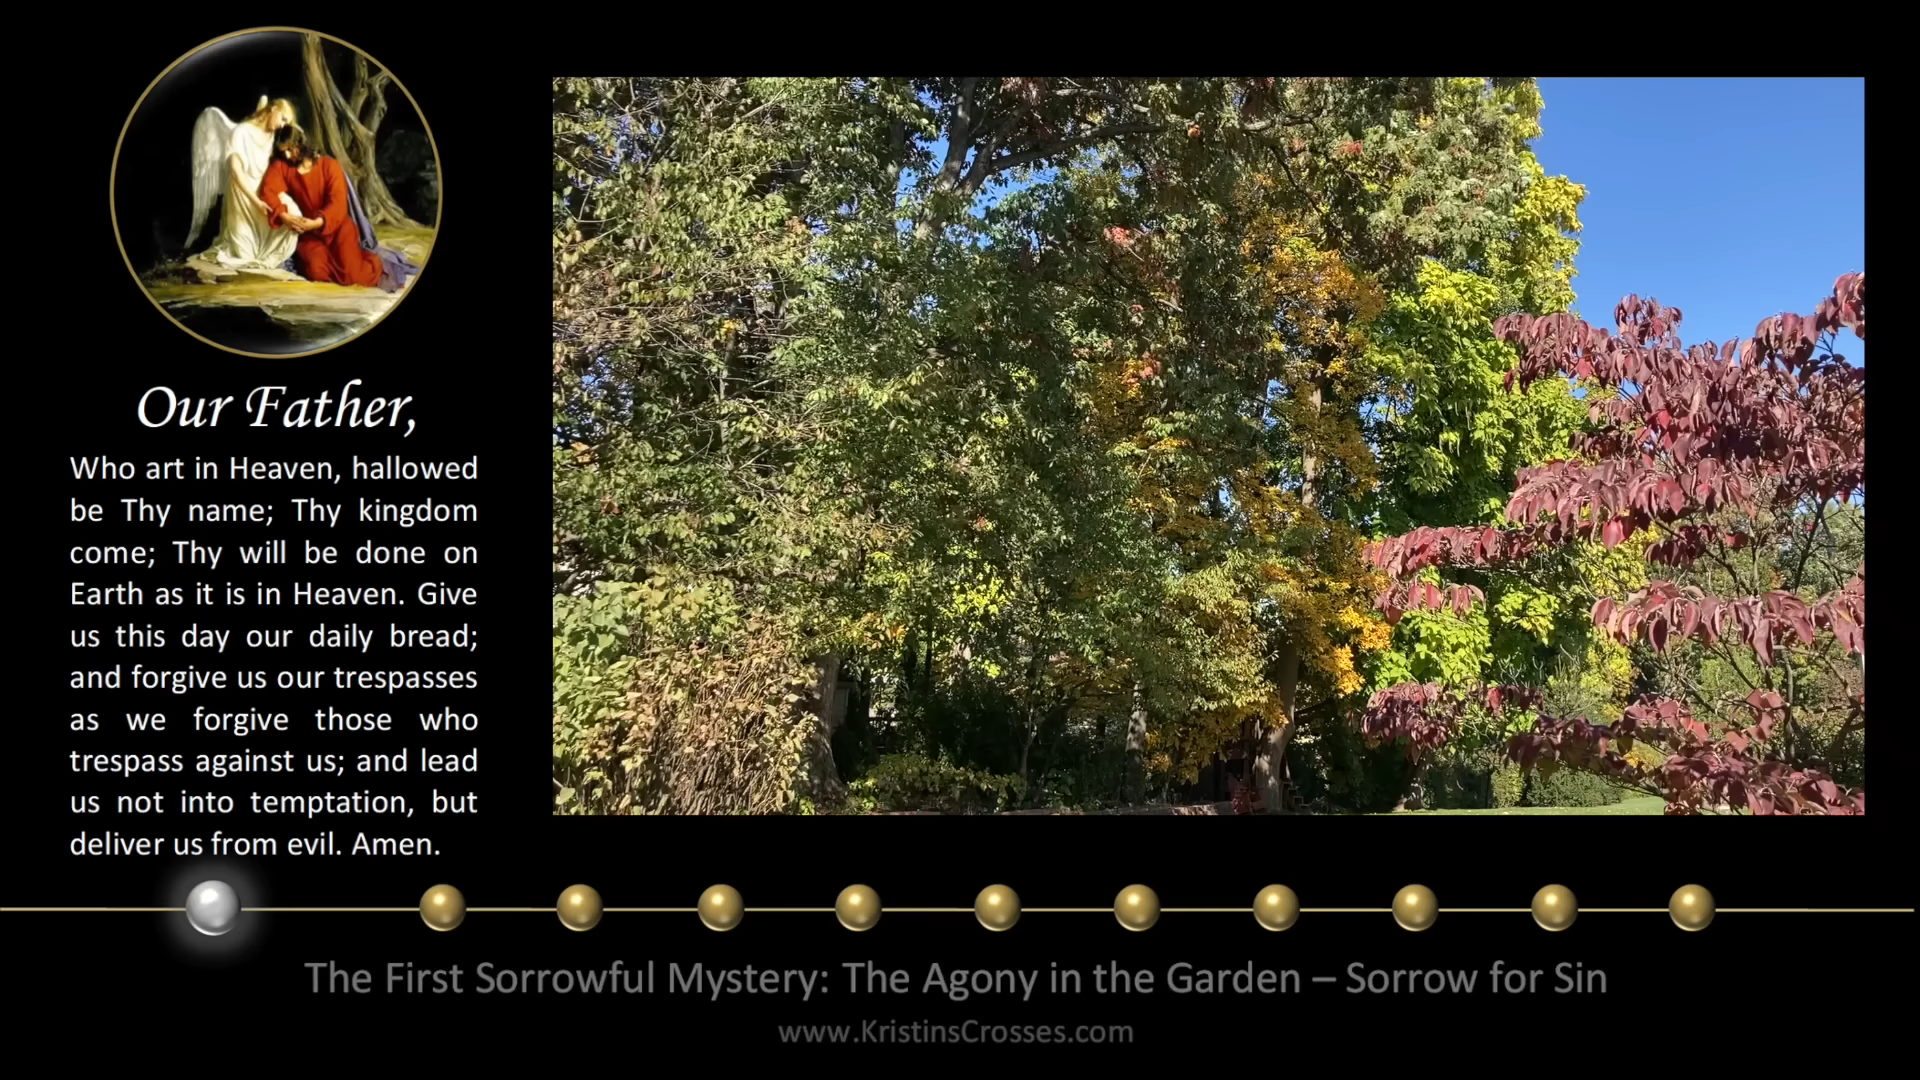 Our Father,
Who art in Heaven, hallowed
be Thy name; Thy kingdom
come; Thy will be done on
Earth as it is in Heaven. Give
us this day our daily bread;
and forgive us our trespasses
as we forgive those who
trespass against us; and lead
us not into temptation, but
deliver us from evil. Amen.
The First Sorrowful Mystery: The Agony in the Garden – Sorrow for Sin
www.KristinsCrosses.com